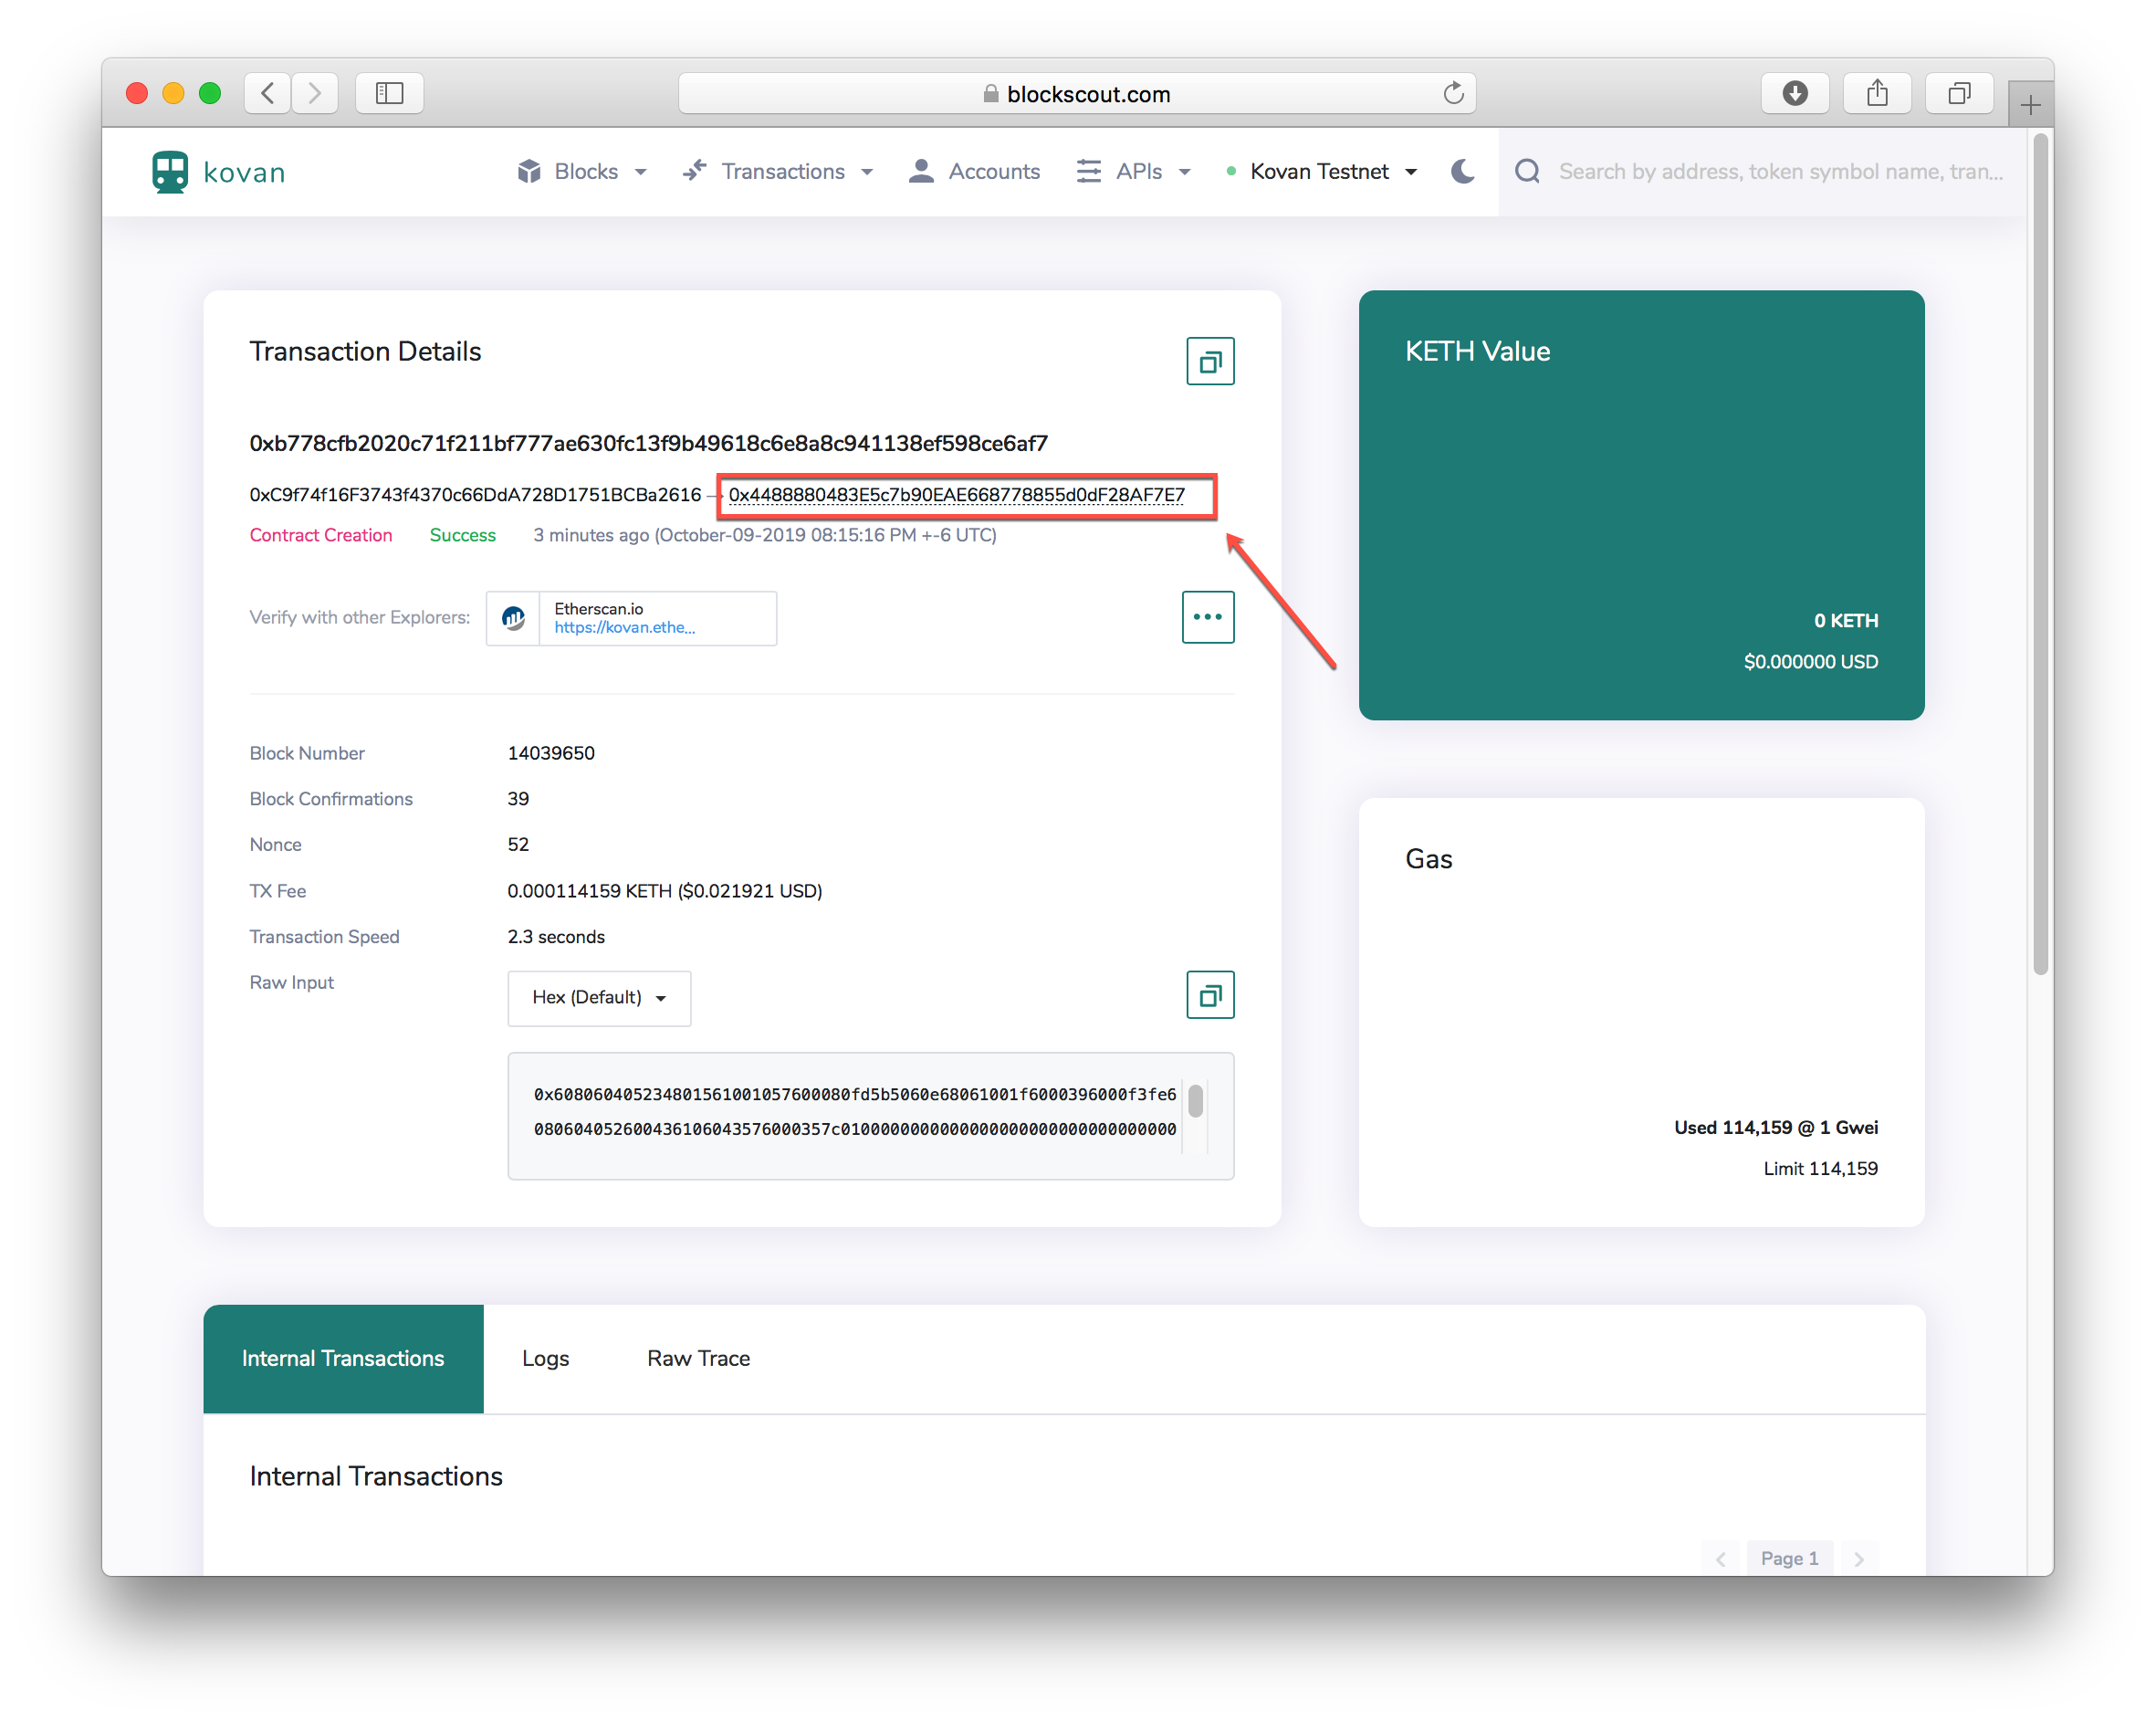 blockscout.com
kovan
Blocks
Transactions
Accounts
APIs
Kovan Testnet
Search by address, token symbol name, tran...
Transaction Details
0xb778cfb2020c71f211bf777ae630fc13f9b49618c6e8a8c941138ef598ce6af7
0xC9f74f16F3743f4370c66DdA728D1751BCBa2616 → 0x4488880483E5c7b90EAE668778855d0dF28AF7E7
Contract Creation Success 3 minutes ago (October-09-2019 08:15:16 PM +-6 UTC)
Verify with other Explorers:
Etherscan.io
https://kovan.ethe...
Block Number 14039650
Block Confirmations 39
Nonce 52
TX Fee 0.000114159 KETH ($0.021921 USD)
Transaction Speed 2.3 seconds
Raw Input Hex (Default)
0x608060405234801561001057600080fd5b5060e68061001f6000396000f3fe6
080604052600436106043576000357c0100000000000000000000000000000000
KETH Value
0 KETH
$0.000000 USD
Gas
Used 114,159 @ 1 Gwei
Limit 114,159
Internal Transactions
Logs
Raw Trace
Internal Transactions
Page 1